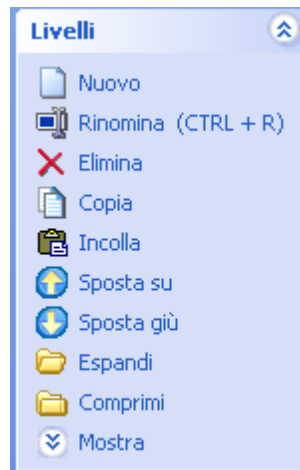 Livelli
Nuovo
Rinomina (CTRL + R)
Elimina
Copia
Incolla
Sposta su
Sposta giù
Espandi
Comprimi
Mostra